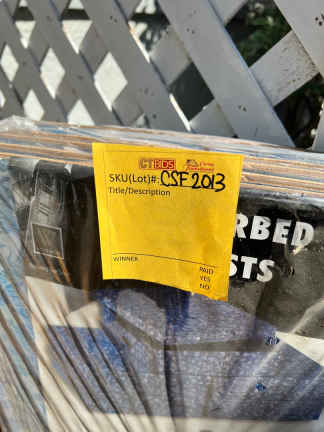 CTBIDS
SKU(Lot)#: CSF2013
Title/Description
WINNER
PAID
YES
NO
RBED
STS